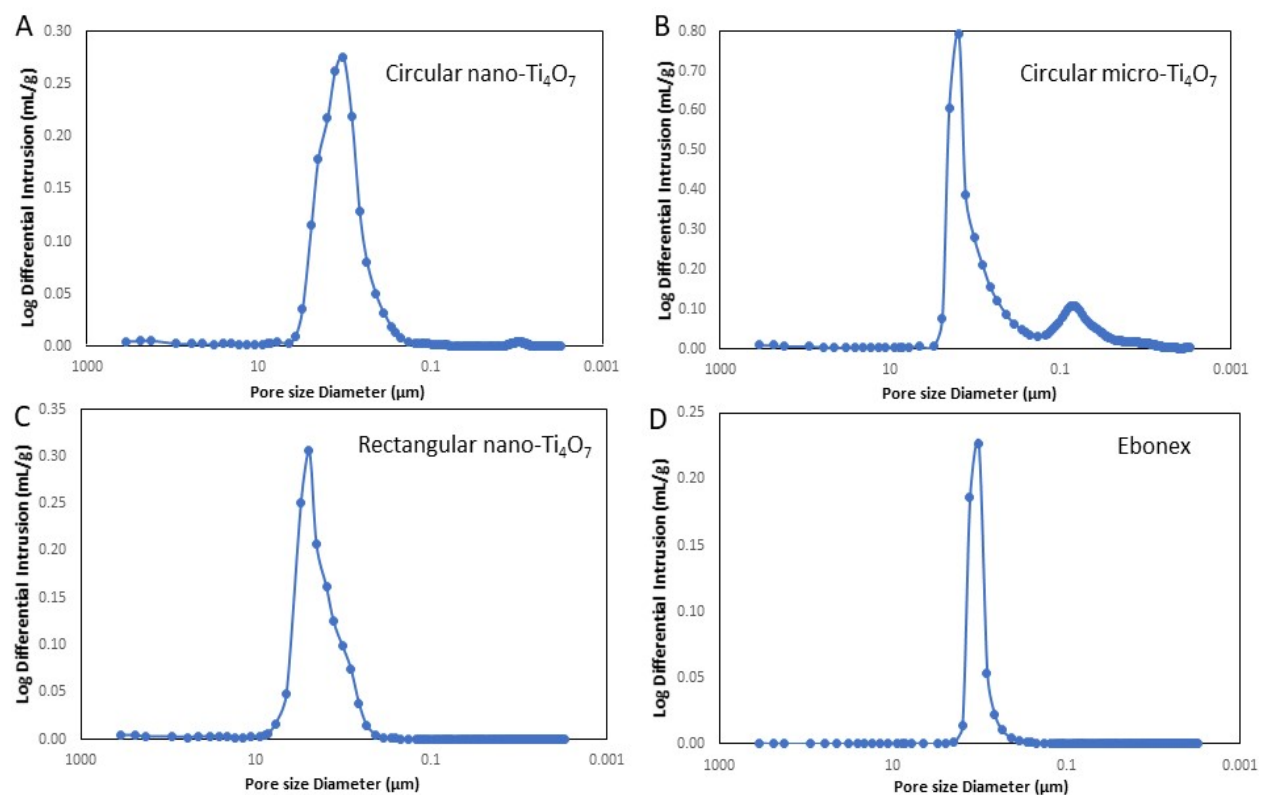 A
Circular nano-Ti₄O₇
Log Differential Intrusion (mL/g)
0.30
0.25
0.20
0.15
0.10
0.05
0.00
1000 10 0.1 0.001
Pore size Diameter (µm)
B
Circular micro-Ti₄O₇
Log Differential Intrusion (mL/g)
0.80
0.70
0.60
0.50
0.40
0.30
0.20
0.10
0.00
1000 10 0.1 0.001
Pore size Diameter (µm)
C
Rectangular nano-Ti₄O₇
Log Differential Intrusion (mL/g)
0.35
0.30
0.25
0.20
0.15
0.10
0.05
0.00
1000 10 0.1 0.001
Pore size Diameter (µm)
D
Ebonex
Log Differential Intrusion (mL/g)
0.25
0.20
0.15
0.10
0.05
0.00
1000 10 0.1 0.001
Pore size Diameter (µm)